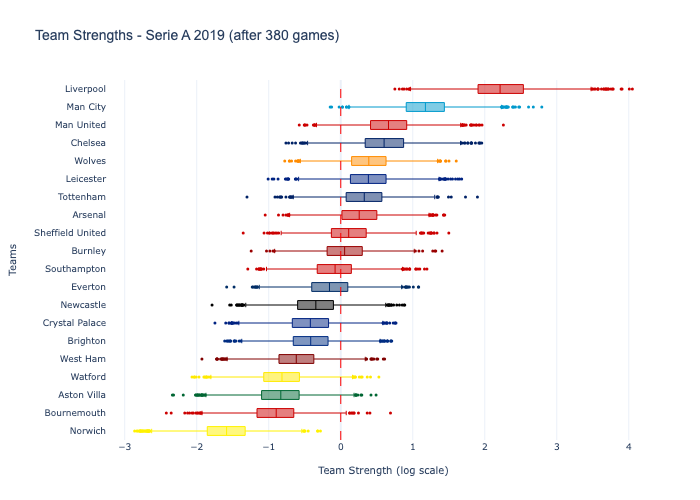 Team Strengths - Serie A 2019 (after 380 games)
Liverpool
Man City
Man United
Chelsea
Wolves
Leicester
Tottenham
Arsenal
Sheffield United
Burnley
Southampton
Everton
Newcastle
Crystal Palace
Brighton
West Ham
Watford
Aston Villa
Bournemouth
Norwich
Teams
−3 −2 −1 0 1 2 3 4
Team Strength (log scale)